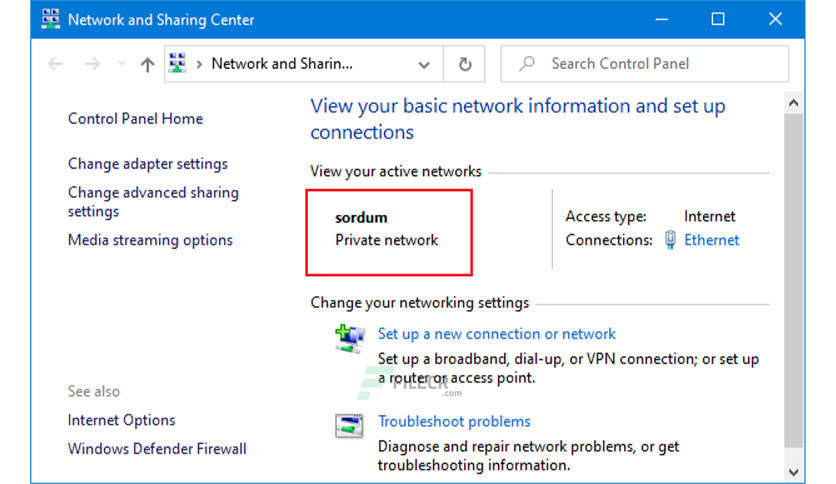 Network and Sharing Center
Network and Sharin...
Search Control Panel
Control Panel Home
Change adapter settings
Change advanced sharing
settings
Media streaming options
See also
Internet Options
Windows Defender Firewall
View your basic network information and set up
connections
View your active networks
sordum
Private network
Access type: Internet
Connections: Ethernet
Change your networking settings
Set up a new connection or network
Set up a broadband, dial-up, or VPN connection; or set up
a router or access point.
FILECR
.com
Troubleshoot problems
Diagnose and repair network problems, or get
troubleshooting information.